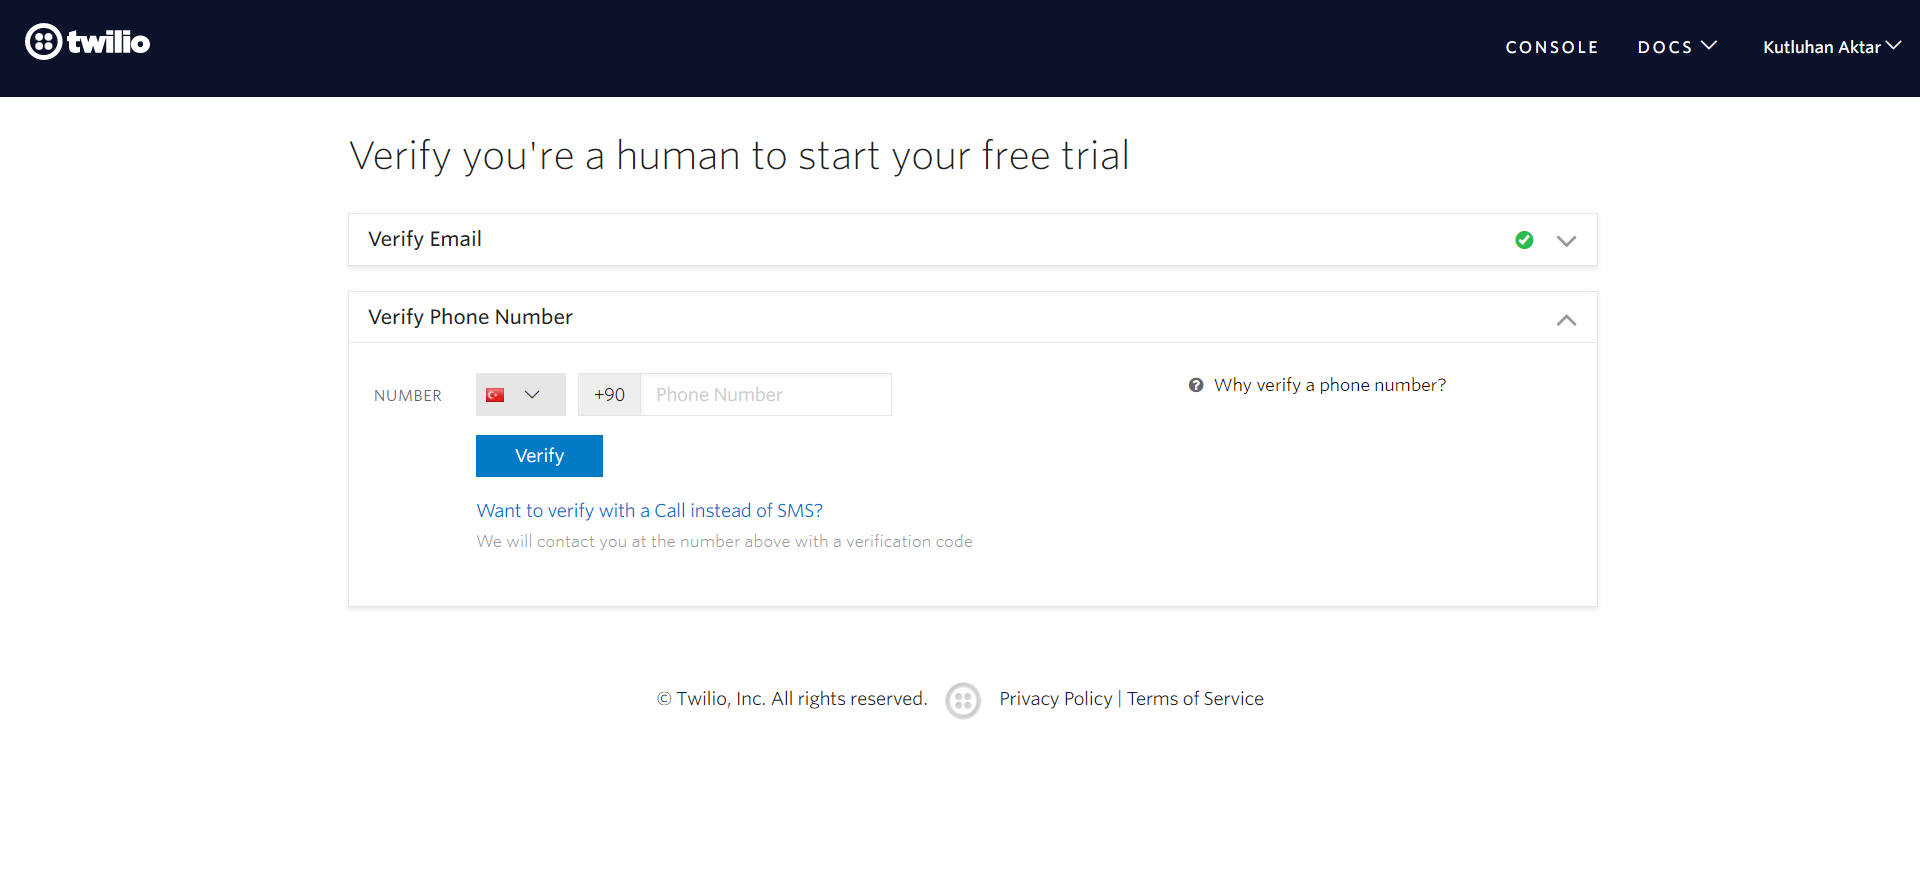 twilio
CONSOLE DOCS Kutluhan Aktar
Verify you're a human to start your free trial
Verify Email
Verify Phone Number
NUMBER +90 Phone Number
? Why verify a phone number?
Verify
Want to verify with a Call instead of SMS?
We will contact you at the number above with a verification code
© Twilio, Inc. All rights reserved. Privacy Policy | Terms of Service